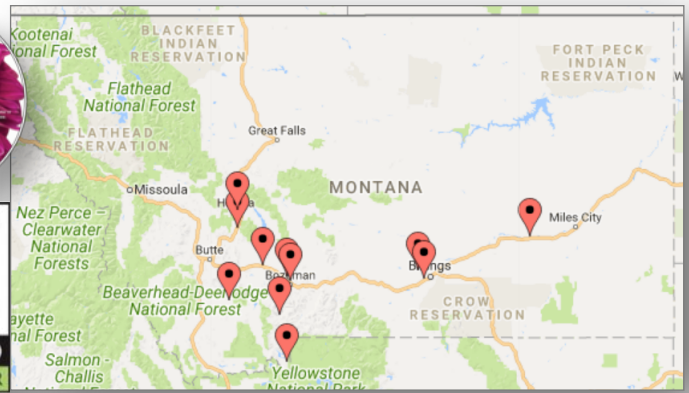 Kootenai
ional Forest
BLACKFEET
INDIAN
RESERVATION
FORT PECK
INDIAN
RESERVATION
Flathead
National Forest
FLATHEAD
RESERVATION
Great Falls
Missoula
MONTANA
Nez Perce –
Clearwater
National
Forests
Miles City
Butte
Bozeman
Billings
Beaverhead-Deerlodge
National Forest
CROW
RESERVATION
ayette
nal Forest
Salmon -
Challis
National Forest
Yellowstone
National Park